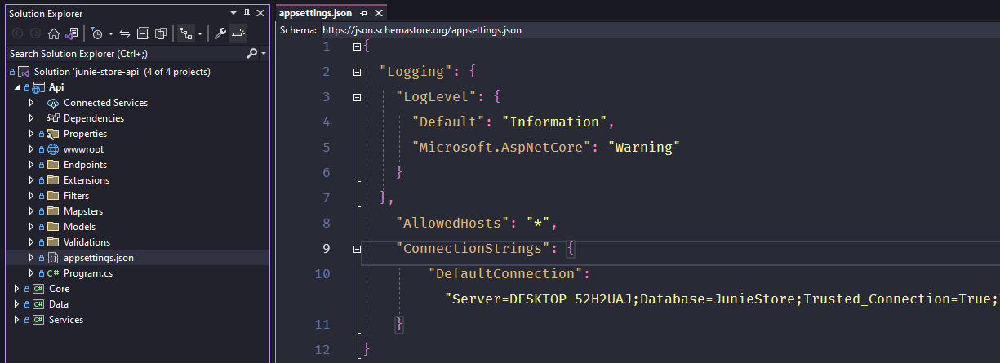 Solution Explorer
Search Solution Explorer (Ctrl+;)
Solution 'junie-store-api' (4 of 4 projects)
Api
Connected Services
Dependencies
Properties
wwwroot
Endpoints
Extensions
Filters
Mapsters
Models
Validations
appsettings.json
C# Program.cs
C# Core
C# Data
C# Services
appsettings.json
Schema: https://json.schemastore.org/appsettings.json
1 {
2 "Logging": {
3 "LogLevel": {
4 "Default": "Information",
5 "Microsoft.AspNetCore": "Warning"
6 }
7 },
8 "AllowedHosts": "*",
9 "ConnectionStrings": {
10 "DefaultConnection":
"Server=DESKTOP-52H2UAJ;Database=JunieStore;Trusted_Connection=True;
11 }
12 }